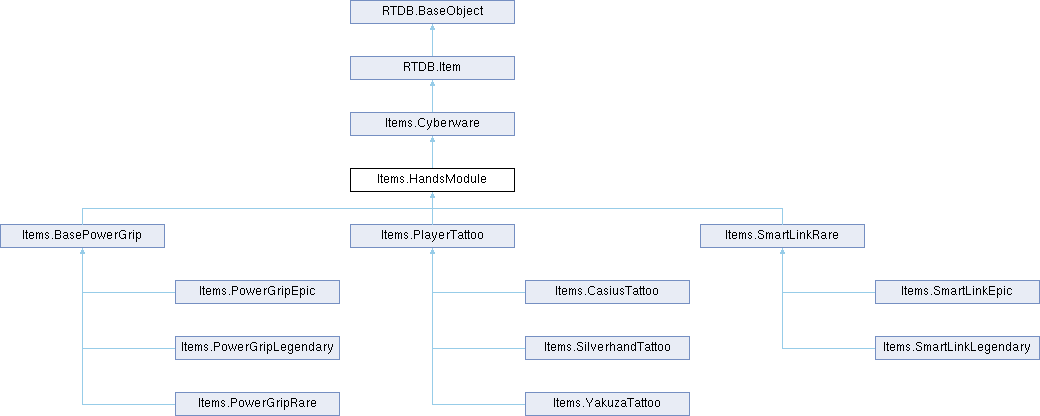 RTDB.BaseObject
RTDB.Item
Items.Cyberware
Items.HandsModule
Items.BasePowerGrip
Items.PlayerTattoo
Items.SmartLinkRare
Items.PowerGripEpic
Items.CasiusTattoo
Items.SmartLinkEpic
Items.PowerGripLegendary
Items.SilverhandTattoo
Items.SmartLinkLegendary
Items.PowerGripRare
Items.YakuzaTattoo